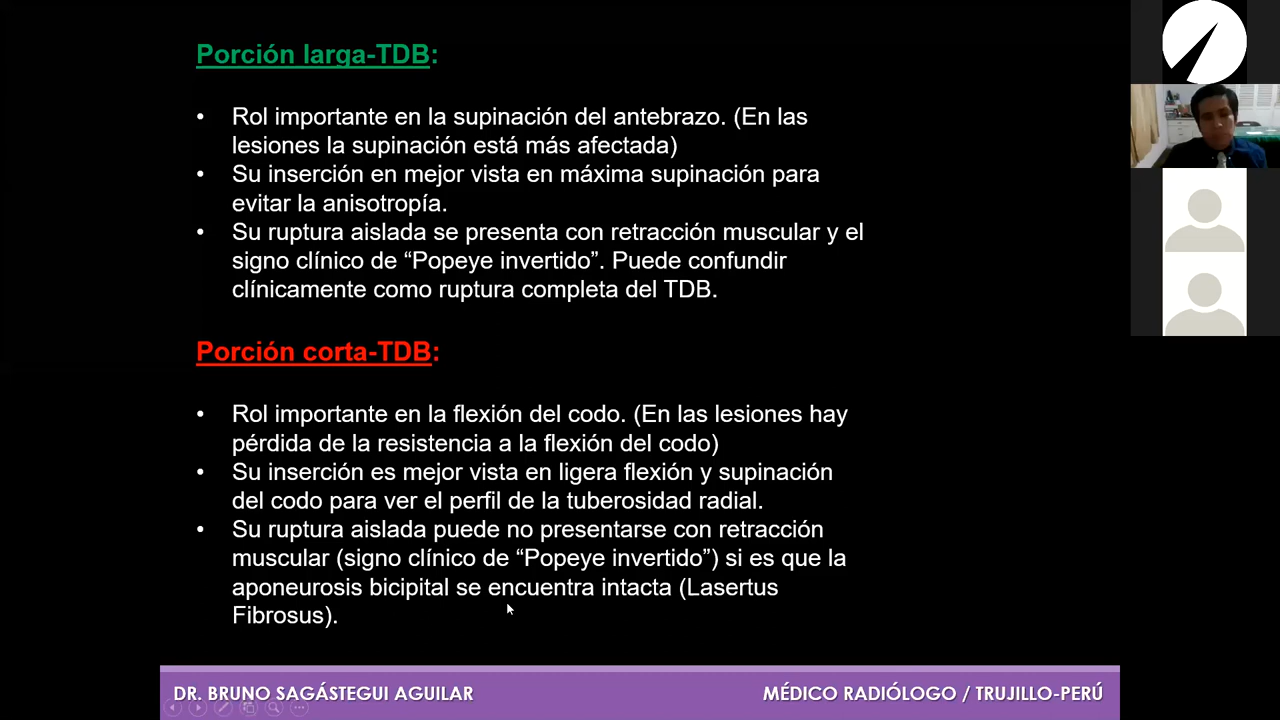 Porción larga-TDB:
• Rol importante en la supinación del antebrazo. (En las
lesiones la supinación está más afectada)
• Su inserción en mejor vista en máxima supinación para
evitar la anisotropía.
• Su ruptura aislada se presenta con retracción muscular y el
signo clínico de “Popeye invertido”. Puede confundir
clínicamente como ruptura completa del TDB.
Porción corta-TDB:
• Rol importante en la flexión del codo. (En las lesiones hay
pérdida de la resistencia a la flexión del codo)
• Su inserción es mejor vista en ligera flexión y supinación
del codo para ver el perfil de la tuberosidad radial.
• Su ruptura aislada puede no presentarse con retracción
muscular (signo clínico de “Popeye invertido”) si es que la
aponeurosis bicipital se encuentra intacta (Lasertus
Fibrosus).
DR. BRUNO SAGÁSTEGUI AGUILAR
MÉDICO RADIÓLOGO / TRUJILLO-PERÚ